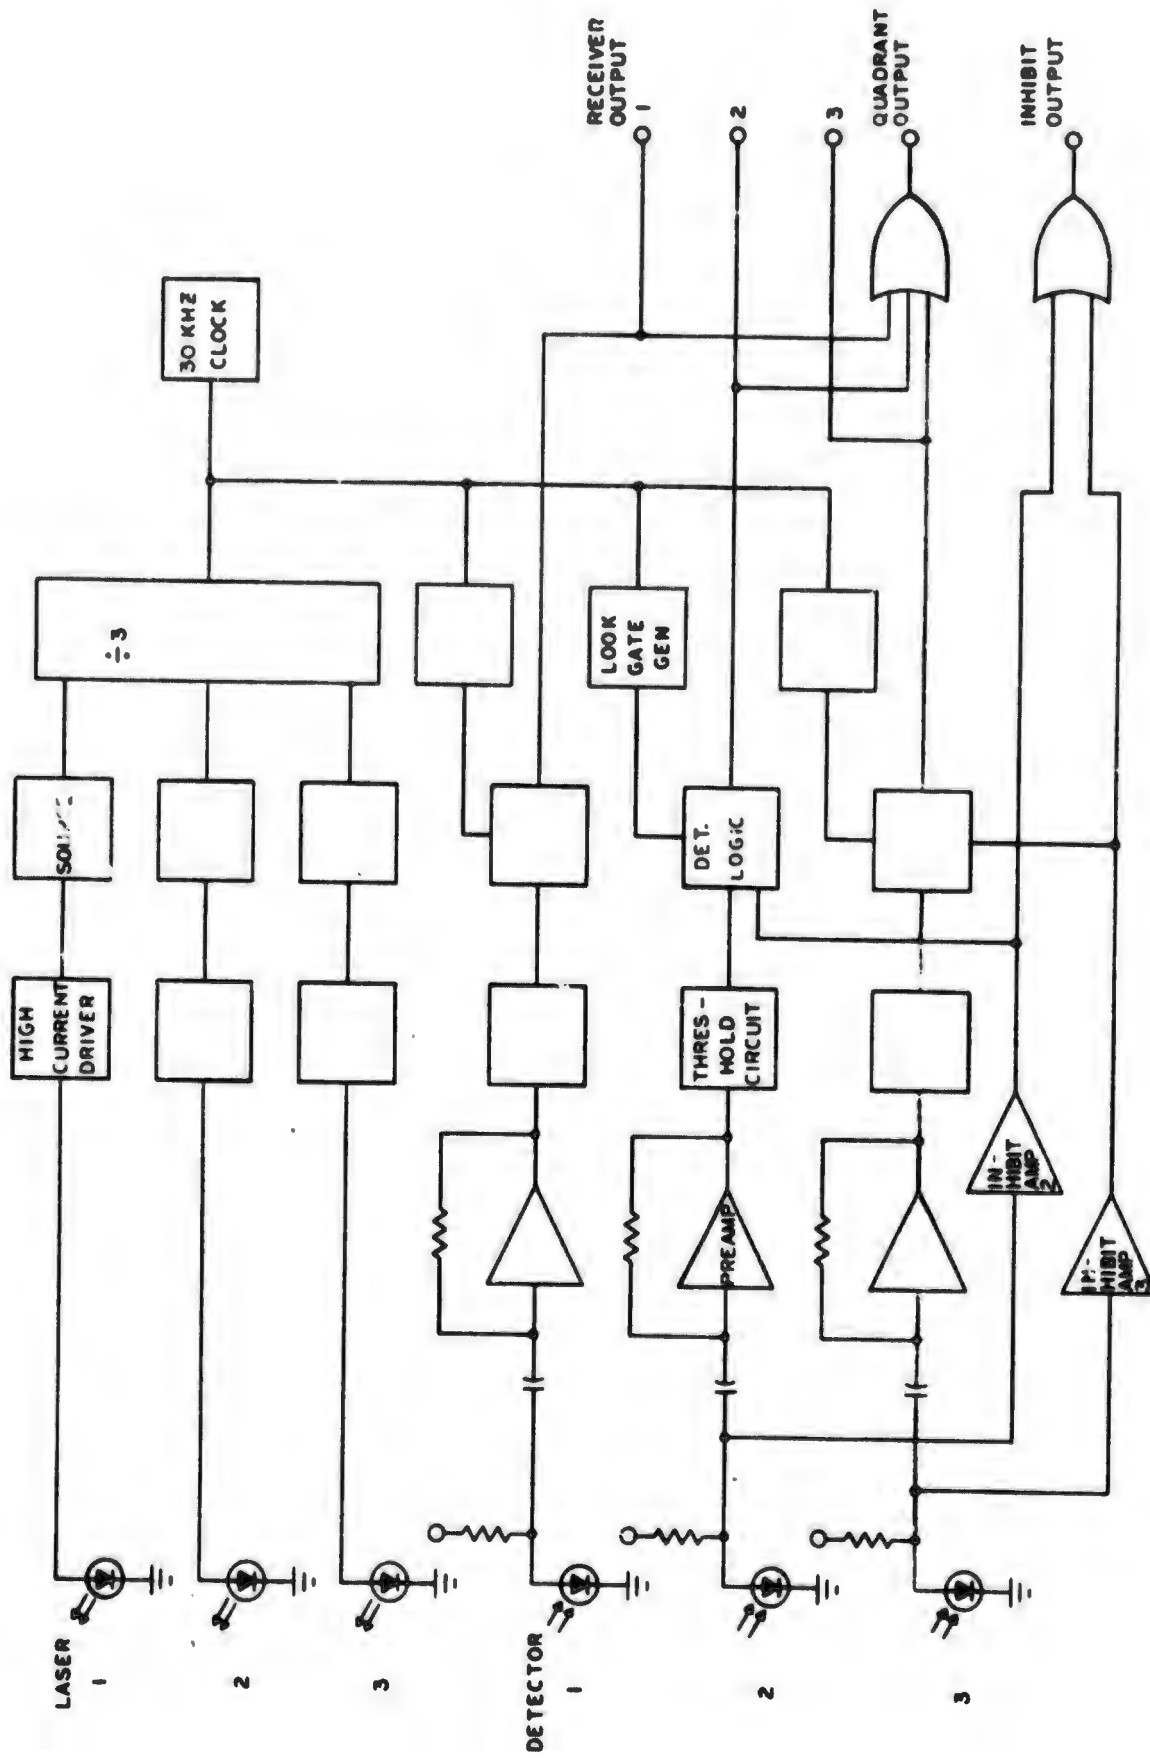 LASER
1
2
3
HIGH
CURRENT
DRIVER
÷3
30 KHZ
CLOCK
DETECTOR
1
2
3
PREAMP
THRES-
HOLD
CIRCUIT
DET.
LOGIC
LOOK
GATE
GEN
IN-
HIBIT
AMP
2
IN-
HIBIT
AMP
3
RECEIVER
OUTPUT
1
2
3
QUADRANT
OUTPUT
INHIBIT
OUTPUT